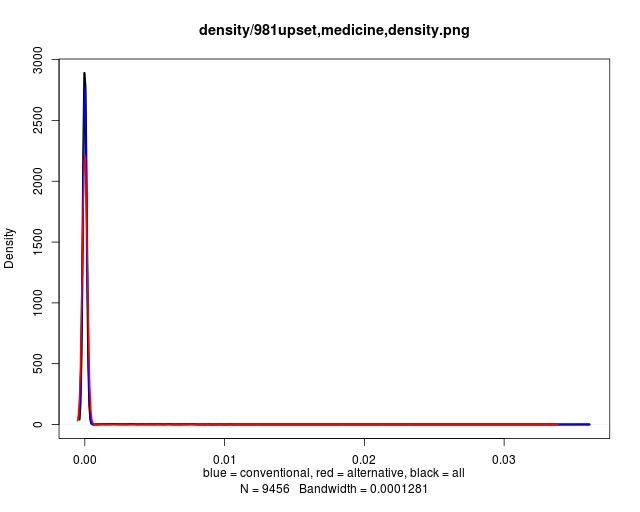 density/981upset,medicine,density.png
3000
2500
2000
1500
1000
500
0
Density
0.00 0.01 0.02 0.03
blue = conventional, red = alternative, black = all
N = 9456 Bandwidth = 0.0001281